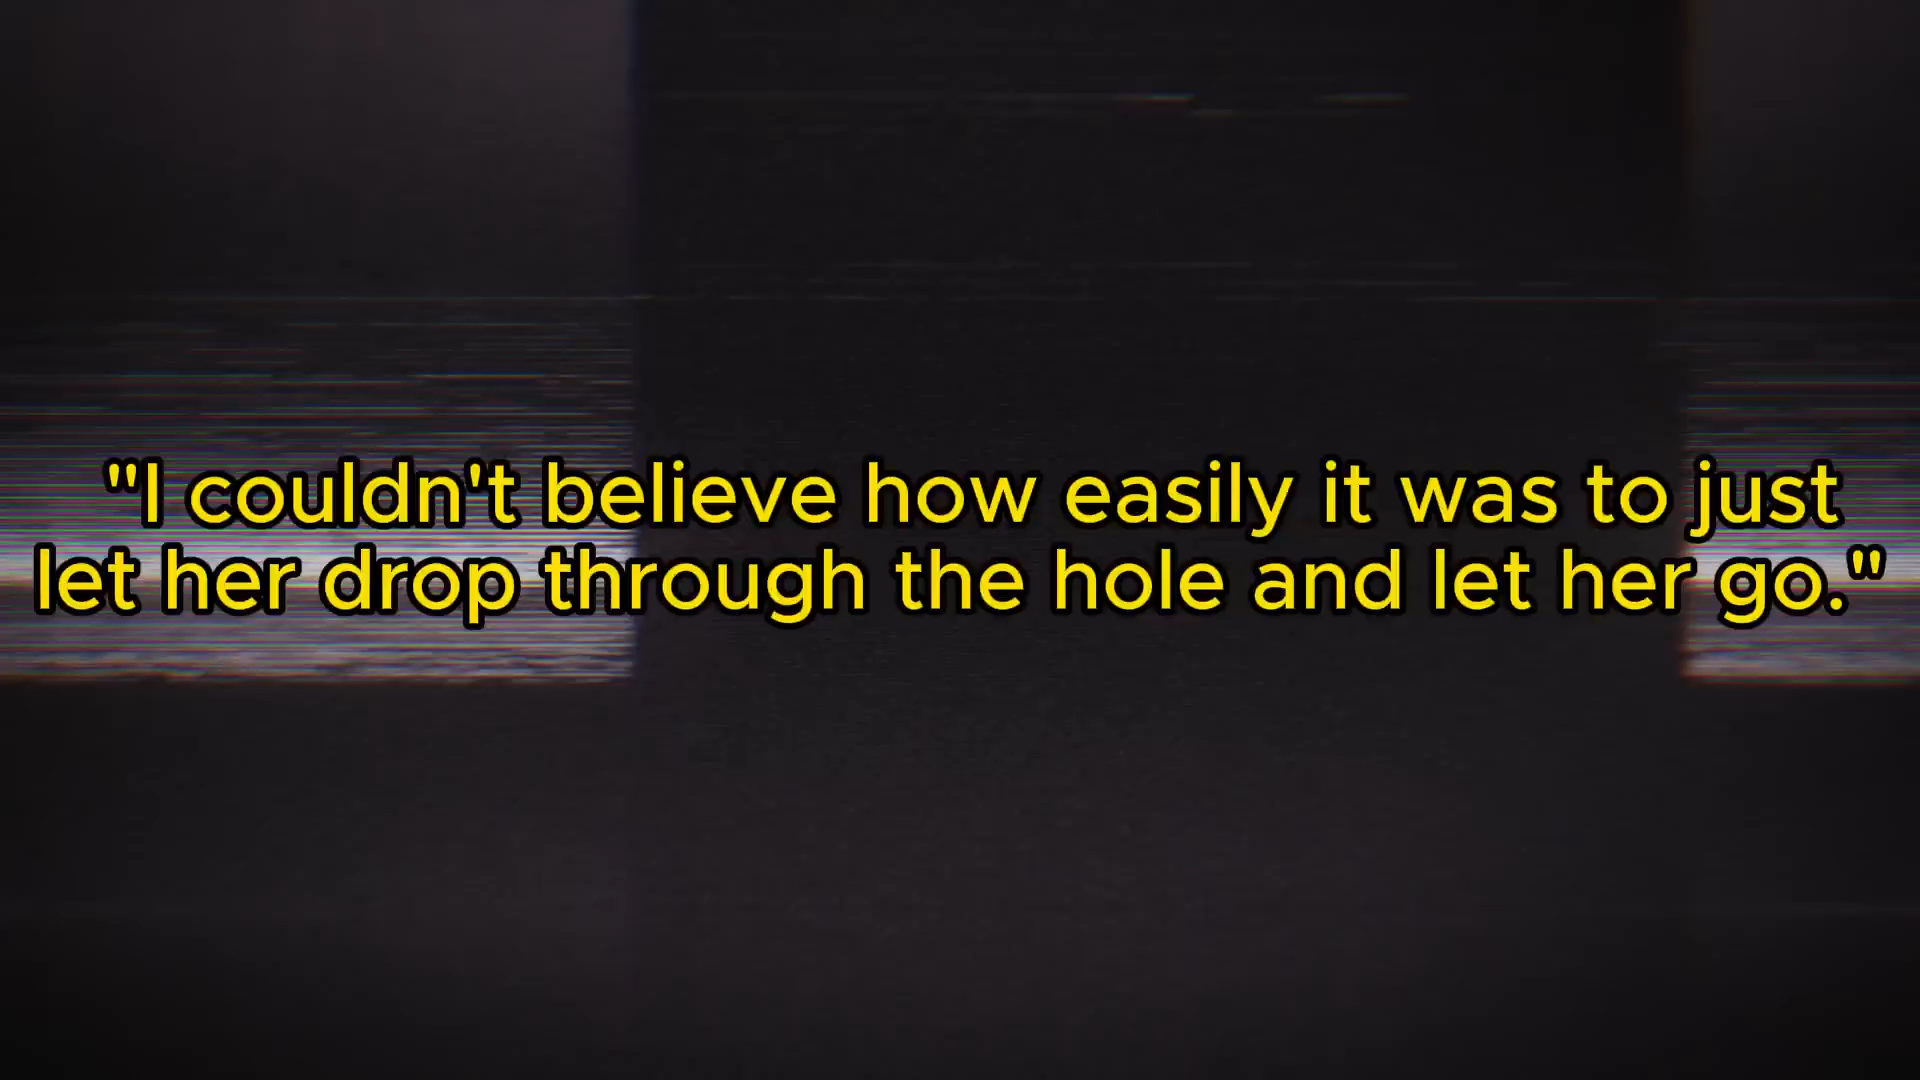 "I couldn't believe how easily it was to just
let her drop through the hole and let her go."